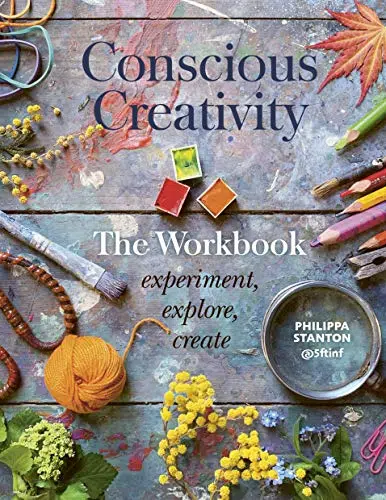 Conscious
Creativity
The Workbook
experiment,
explore,
create
PHILIPPA
STANTON
@5ftinf